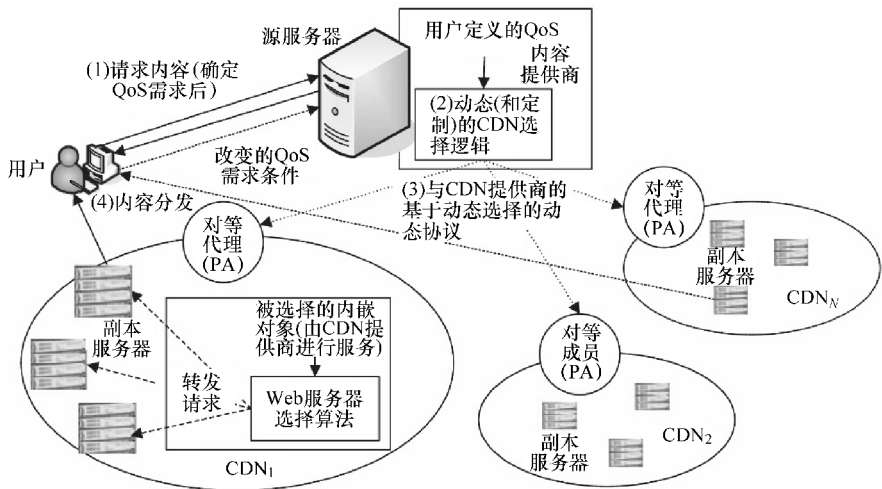 源服务器
用户定义的QoS
内容
提供商
(2)动态(和定
制)的CDN选
择逻辑
(1)请求内容(确定
QoS需求后)
用户
改变的QoS
需求条件
(3)与CDN提供商的
基于动态选择的动
态协议
(4)内容分发
对等
代理
(PA)
副本
服务器
被选择的内嵌
对象(由CDN提
供商进行服务)
转发
请求
Web服务器
选择算法
CDN1
对等
代理
(PA)
副本
服务器
CDNN
对等
成员
(PA)
副本
服务器
CDN2